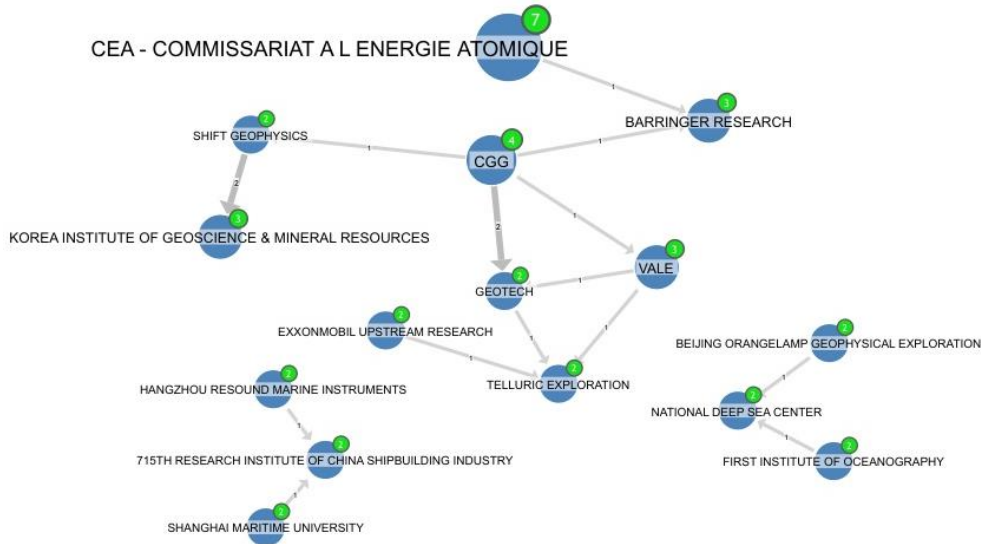 7
CEA - COMMISSARIAT A L ENERGIE ATOMIQUE
1
3
BARRINGER RESEARCH
2
SHIFT GEOPHYSICS
1
4
CGG
1
2
1
2
3
KOREA INSTITUTE OF GEOSCIENCE & MINERAL RESOURCES
3
VALE
2
GEOTECH
1
2
EXXONMOBIL UPSTREAM RESEARCH
1
1
1
2
TELLURIC EXPLORATION
2
BEIJING ORANGELAMP GEOPHYSICAL EXPLORATION
1
2
HANGZHOU RESOUND MARINE INSTRUMENTS
1
2
NATIONAL DEEP SEA CENTER
1
2
715TH RESEARCH INSTITUTE OF CHINA SHIPBUILDING INDUSTRY
2
FIRST INSTITUTE OF OCEANOGRAPHY
1
2
SHANGHAI MARITIME UNIVERSITY